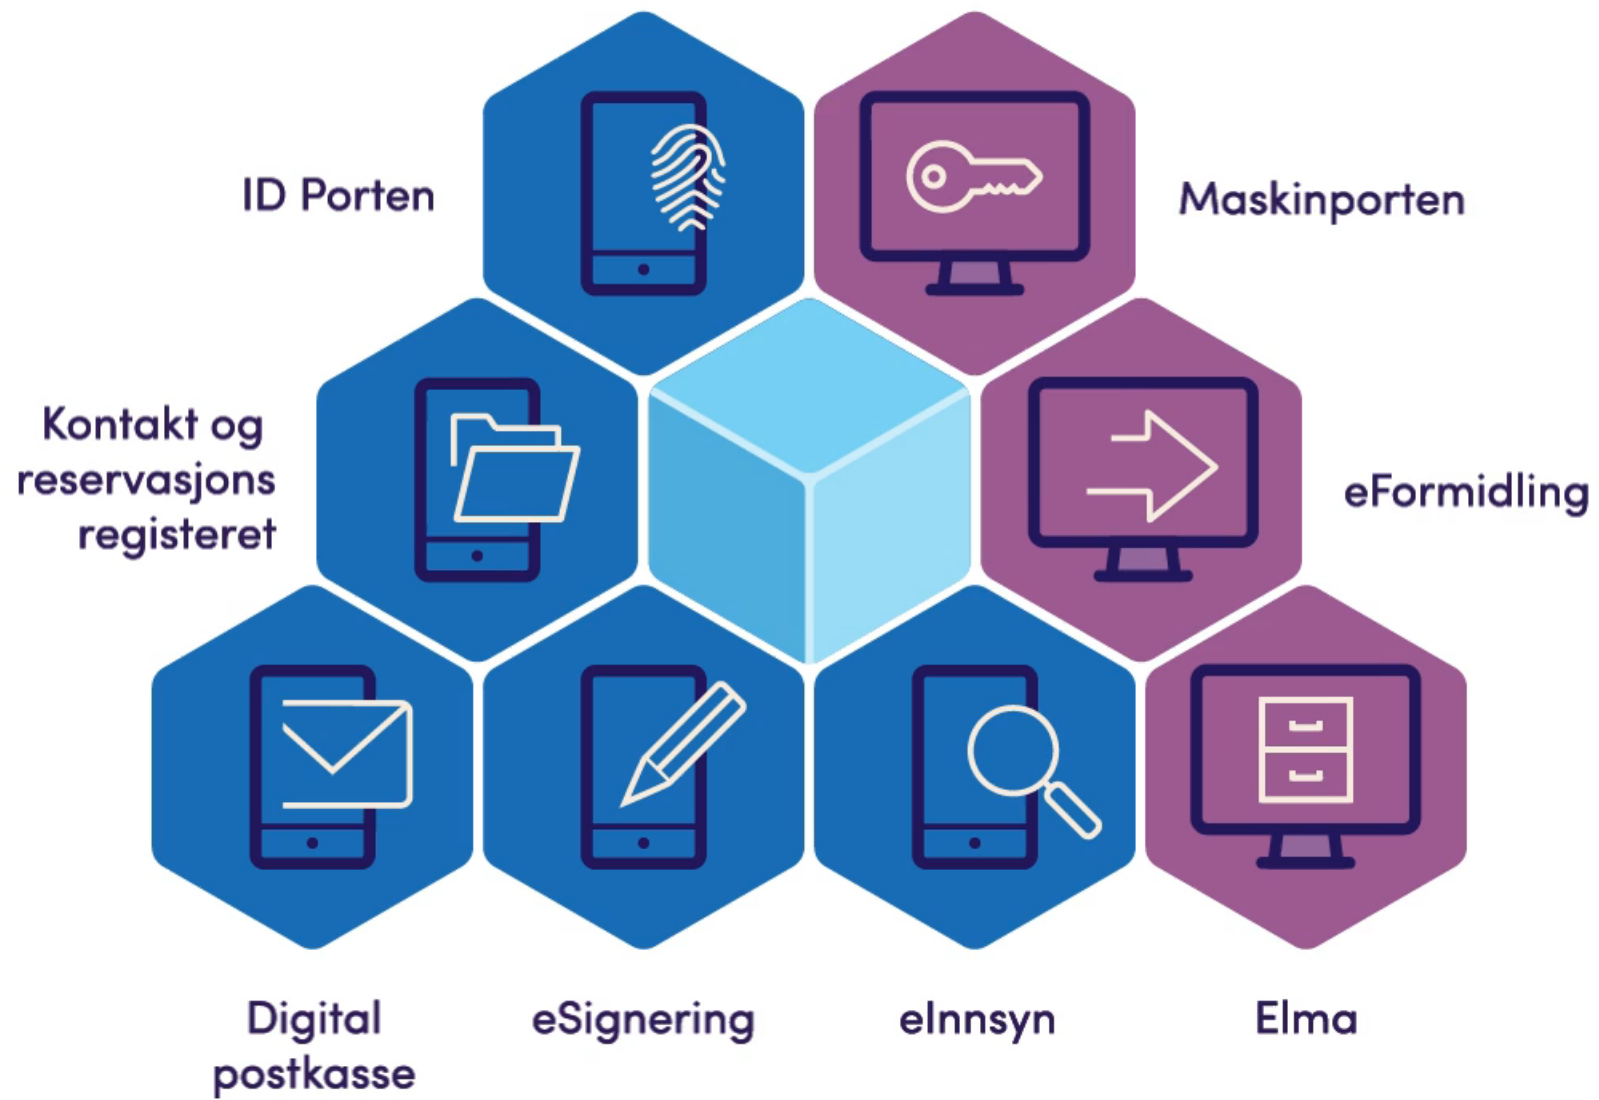 ID Porten
Maskinporten
Kontakt og
reservasjons
registeret
eFormidling
Digital
postkasse
eSignering
eInnsyn
Elma